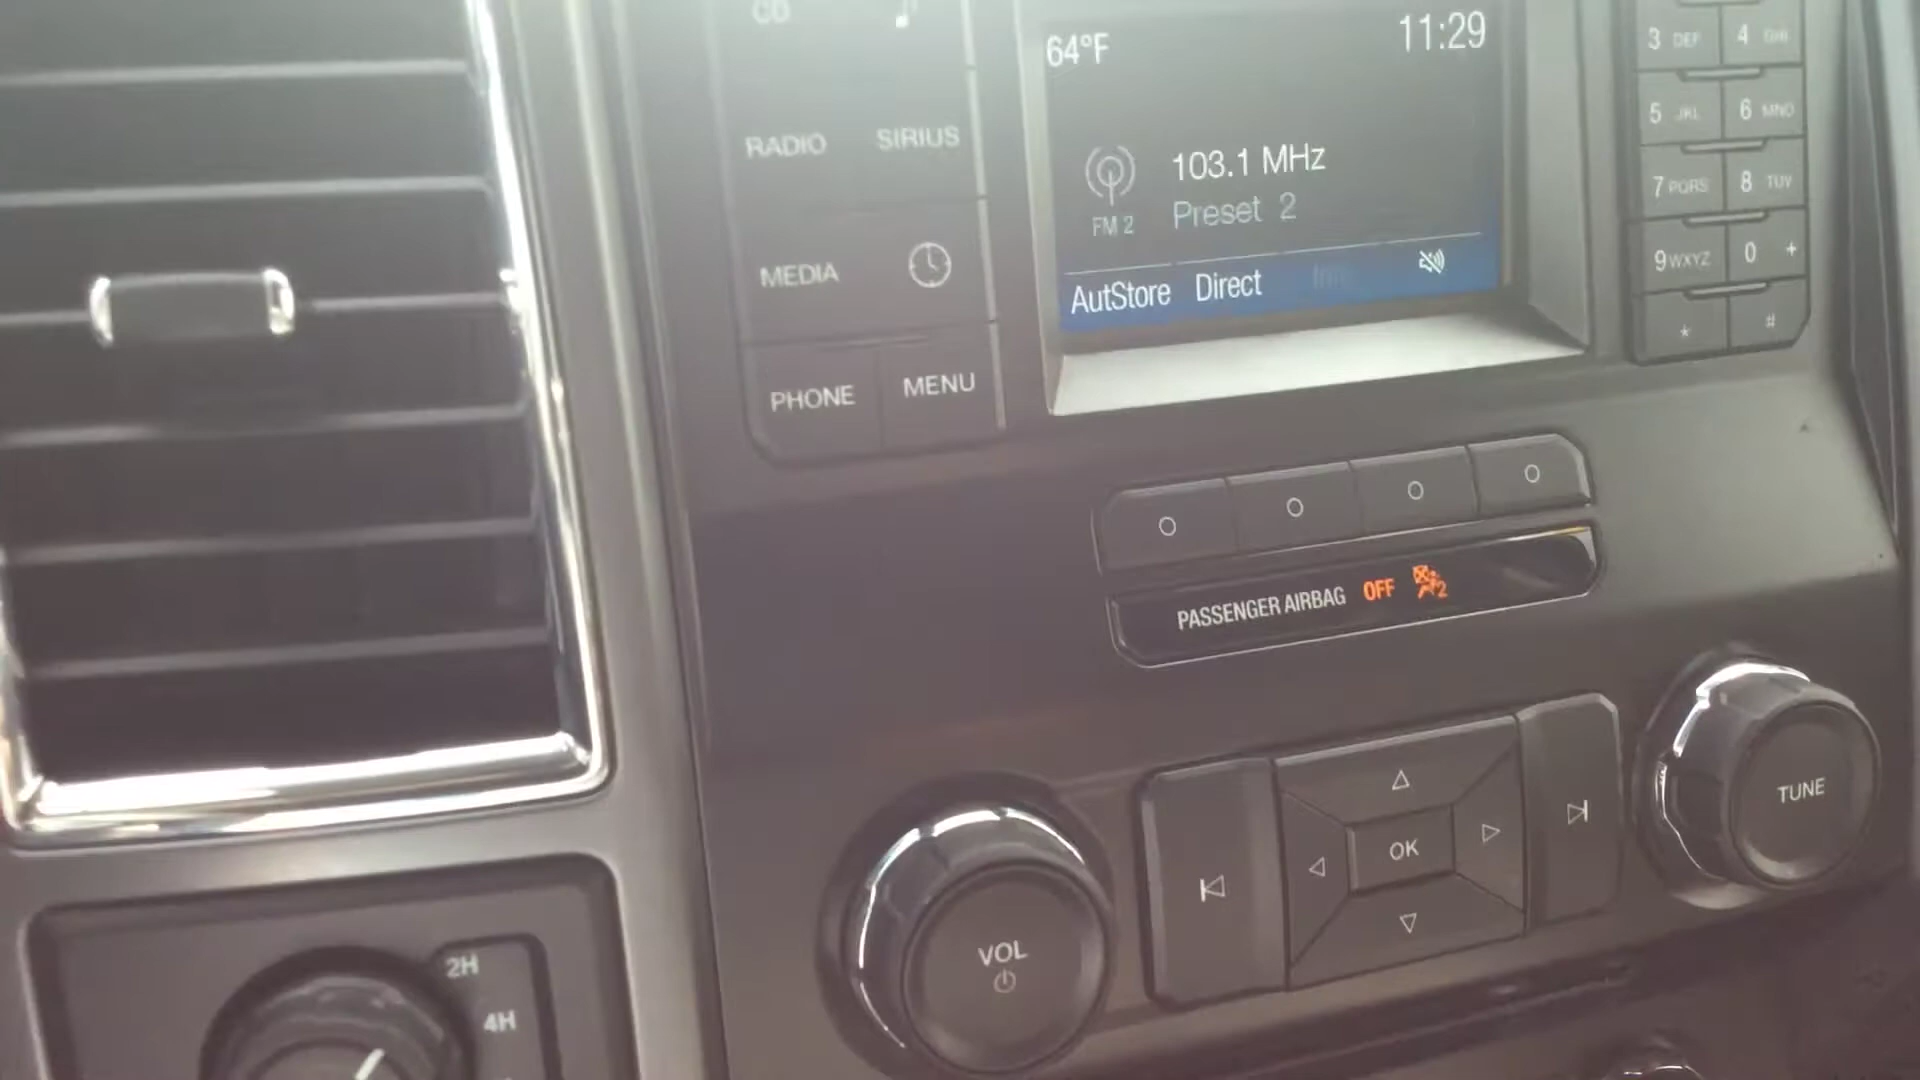 CD
64°F 11:29
3 DEF 4 GHI
RADIO SIRIUS
103.1 MHz
5 JKL 6 MNO
FM 2 Preset 2
7 PQRS 8 TUV
MEDIA
AutStore Direct
9 WXYZ 0 +
* #
PHONE MENU
PASSENGER AIRBAG OFF 2
TUNE
OK
VOL
2H
4H